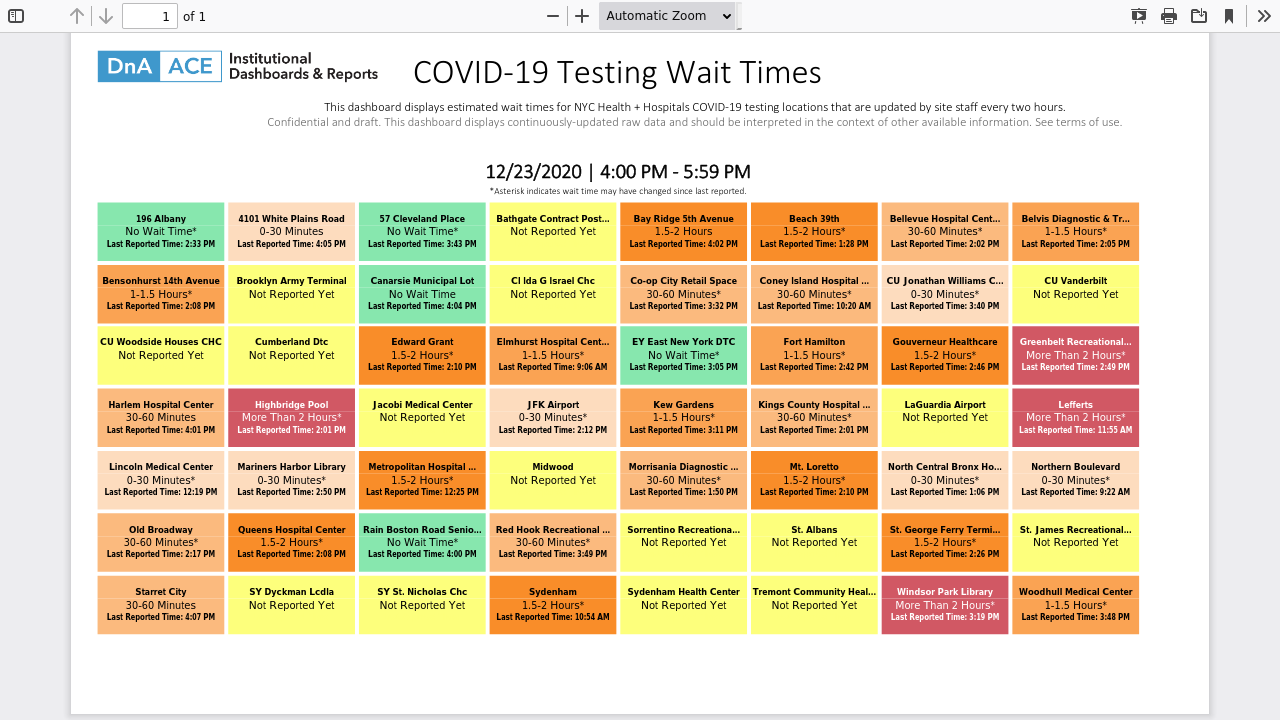 1 of 1
Automatic Zoom
DnA ACE Institutional
Dashboards & Reports
COVID-19 Testing Wait Times
This dashboard displays estimated wait times for NYC Health + Hospitals COVID-19 testing locations that are updated by site staff every two hours.
Confidential and draft. This dashboard displays continuously-updated raw data and should be interpreted in the context of other available information. See terms of use.
12/23/2020 | 4:00 PM - 5:59 PM
*Asterisk indicates wait time may have changed since last reported.
196 Albany
No Wait Time*
Last Reported Time: 2:33 PM
4101 White Plains Road
0-30 Minutes
Last Reported Time: 4:05 PM
57 Cleveland Place
No Wait Time*
Last Reported Time: 3:43 PM
Bathgate Contract Post...
Not Reported Yet
Bay Ridge 5th Avenue
1.5-2 Hours
Last Reported Time: 4:02 PM
Beach 39th
1.5-2 Hours*
Last Reported Time: 1:28 PM
Bellevue Hospital Cent...
30-60 Minutes*
Last Reported Time: 2:02 PM
Belvis Diagnostic & Tr...
1-1.5 Hours*
Last Reported Time: 2:05 PM
Bensonhurst 14th Avenue
1-1.5 Hours*
Last Reported Time: 2:08 PM
Brooklyn Army Terminal
Not Reported Yet
Canarsie Municipal Lot
No Wait Time
Last Reported Time: 4:04 PM
CI Ida G Israel Chc
Not Reported Yet
Co-op City Retail Space
30-60 Minutes*
Last Reported Time: 3:32 PM
Coney Island Hospital ...
30-60 Minutes*
Last Reported Time: 10:20 AM
CU Jonathan Williams C...
0-30 Minutes*
Last Reported Time: 3:40 PM
CU Vanderbilt
Not Reported Yet
CU Woodside Houses CHC
Not Reported Yet
Cumberland Dtc
Not Reported Yet
Edward Grant
1.5-2 Hours*
Last Reported Time: 2:10 PM
Elmhurst Hospital Cent...
1-1.5 Hours*
Last Reported Time: 9:06 AM
EY East New York DTC
No Wait Time*
Last Reported Time: 3:05 PM
Fort Hamilton
1-1.5 Hours*
Last Reported Time: 2:42 PM
Gouverneur Healthcare
1.5-2 Hours*
Last Reported Time: 2:46 PM
Greenbelt Recreational...
More Than 2 Hours*
Last Reported Time: 2:49 PM
Harlem Hospital Center
30-60 Minutes
Last Reported Time: 4:01 PM
Highbridge Pool
More Than 2 Hours*
Last Reported Time: 2:01 PM
Jacobi Medical Center
Not Reported Yet
JFK Airport
0-30 Minutes*
Last Reported Time: 2:12 PM
Kew Gardens
1-1.5 Hours*
Last Reported Time: 3:11 PM
Kings County Hospital ...
30-60 Minutes*
Last Reported Time: 2:01 PM
LaGuardia Airport
Not Reported Yet
Lefferts
More Than 2 Hours*
Last Reported Time: 11:55 AM
Lincoln Medical Center
0-30 Minutes*
Last Reported Time: 12:19 PM
Mariners Harbor Library
0-30 Minutes*
Last Reported Time: 2:50 PM
Metropolitan Hospital ...
1.5-2 Hours*
Last Reported Time: 12:25 PM
Midwood
Not Reported Yet
Morrisania Diagnostic ...
30-60 Minutes*
Last Reported Time: 1:50 PM
Mt. Loretto
1.5-2 Hours*
Last Reported Time: 2:10 PM
North Central Bronx Ho...
0-30 Minutes*
Last Reported Time: 1:06 PM
Northern Boulevard
0-30 Minutes*
Last Reported Time: 9:22 AM
Old Broadway
30-60 Minutes*
Last Reported Time: 2:17 PM
Queens Hospital Center
1.5-2 Hours*
Last Reported Time: 2:08 PM
Rain Boston Road Senio...
No Wait Time*
Last Reported Time: 4:00 PM
Red Hook Recreational ...
30-60 Minutes*
Last Reported Time: 3:49 PM
Sorrentino Recreationa...
Not Reported Yet
St. Albans
Not Reported Yet
St. George Ferry Termi...
1.5-2 Hours*
Last Reported Time: 2:26 PM
St. James Recreational...
Not Reported Yet
Starret City
30-60 Minutes
Last Reported Time: 4:07 PM
SY Dyckman Lcdla
Not Reported Yet
SY St. Nicholas Chc
Not Reported Yet
Sydenham
1.5-2 Hours*
Last Reported Time: 10:54 AM
Sydenham Health Center
Not Reported Yet
Tremont Community Heal...
Not Reported Yet
Windsor Park Library
More Than 2 Hours*
Last Reported Time: 3:19 PM
Woodhull Medical Center
1-1.5 Hours*
Last Reported Time: 3:48 PM